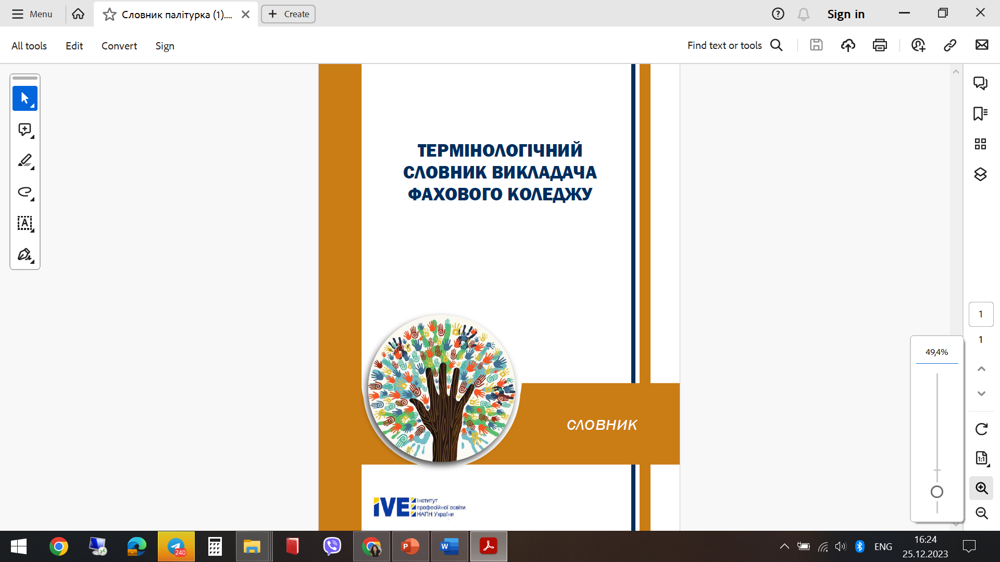 Menu
Словник палітурка (1)....
Create
Sign in
All tools
Edit
Convert
Sign
Find text or tools
ТЕРМІНОЛОГІЧНИЙ
СЛОВНИК ВИКЛАДАЧА
ФАХОВОГО КОЛЕДЖУ
СЛОВНИК
IVE
Інститут
професійної освіти
НАПН України
1
1
49,4%
1:1
240
ENG
16:24
25.12.2023